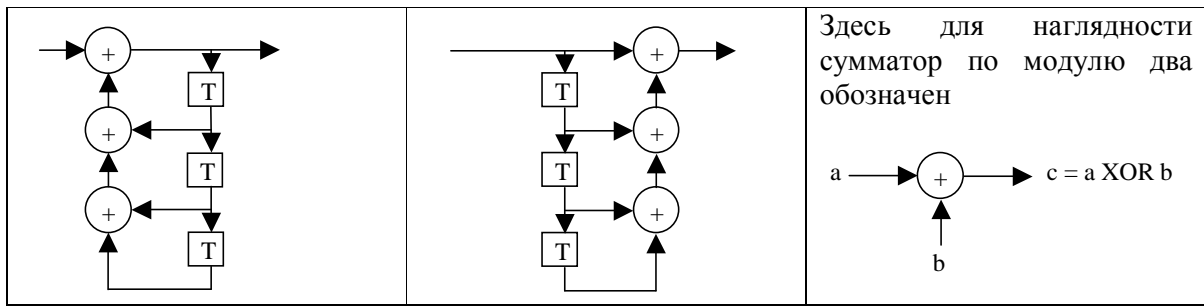 +
T
+
T
+
T
+
T
+
T
+
T
Здесь для наглядности
сумматор по модулю два
обозначен
a + c = a XOR b
b